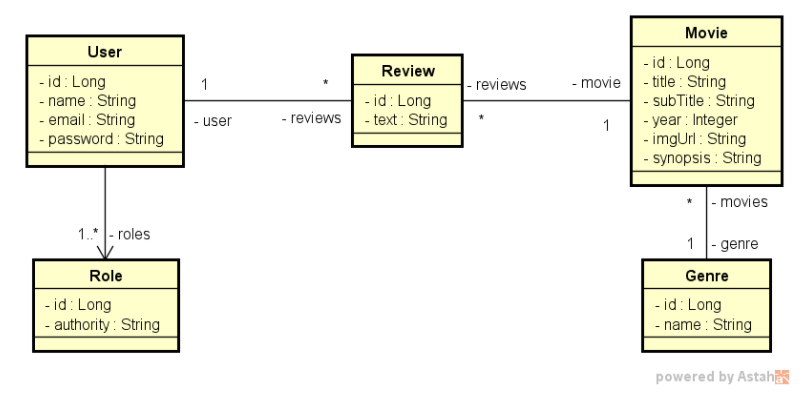 User
- id : Long
- name : String
- email : String
- password : String
1
*
- user
- reviews
Review
- id : Long
- text : String
- reviews
- movie
*
1
Movie
- id : Long
- title : String
- subTitle : String
- year : Integer
- imgUrl : String
- synopsis : String
1..*
- roles
Role
- id : Long
- authority : String
*
- movies
1
- genre
Genre
- id : Long
- name : String
powered by Astah